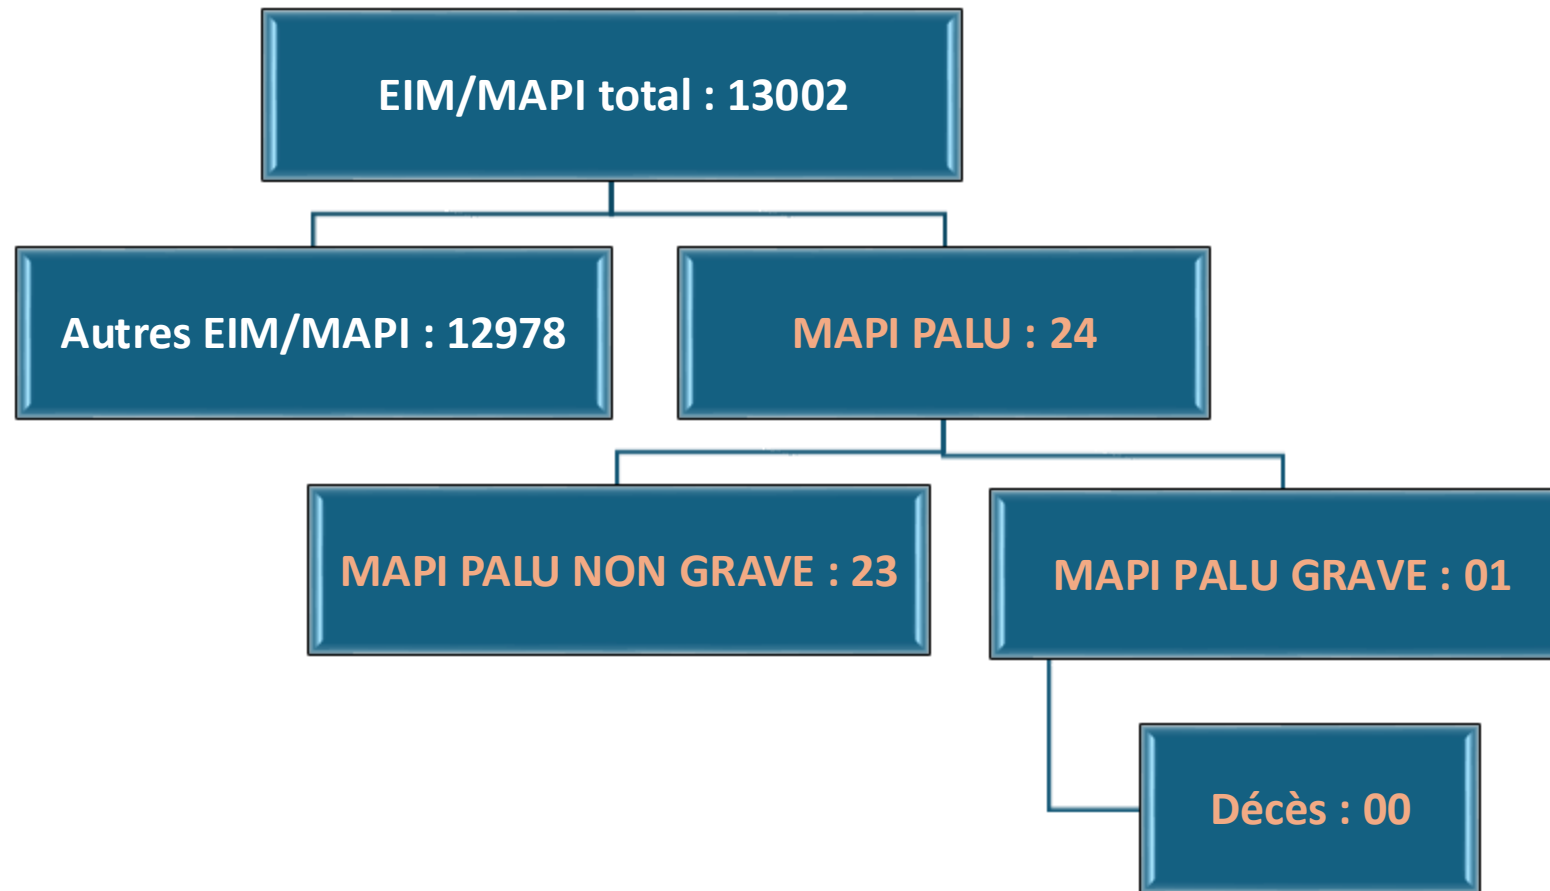 EIM/MAPI total : 13002
Autres EIM/MAPI : 12978
MAPI PALU : 24
MAPI PALU NON GRAVE : 23
MAPI PALU GRAVE : 01
Décès : 00